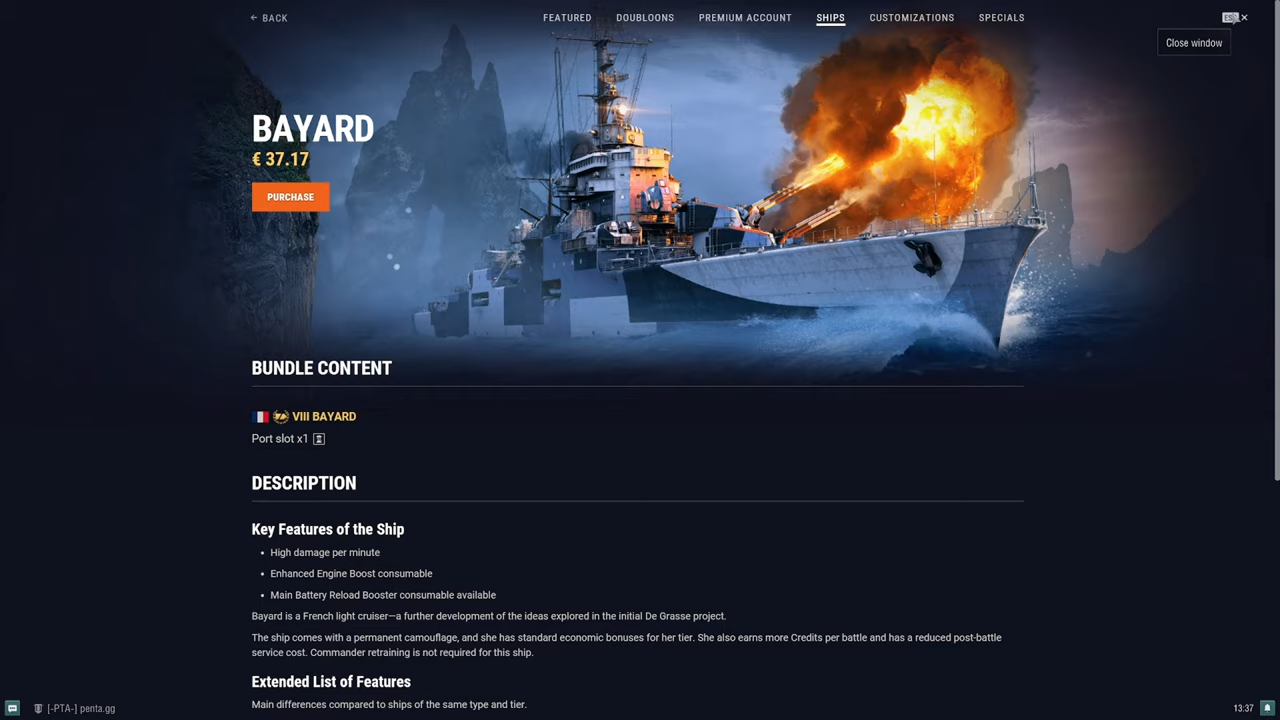 ← BACK
FEATURED DOUBLOONS PREMIUM ACCOUNT SHIPS CUSTOMIZATIONS SPECIALS
Close window
BAYARD
€ 37.17
PURCHASE
BUNDLE CONTENT
VIII BAYARD
Port slot x1
DESCRIPTION
Key Features of the Ship
• High damage per minute
• Enhanced Engine Boost consumable
• Main Battery Reload Booster consumable available
Bayard is a French light cruiser—a further development of the ideas explored in the initial De Grasse project.
The ship comes with a permanent camouflage, and she has standard economic bonuses for her tier. She also earns more Credits per battle and has a reduced post-battle
service cost. Commander retraining is not required for this ship.
Extended List of Features
Main differences compared to ships of the same type and tier.
[-PTA-] penta.gg
13:37